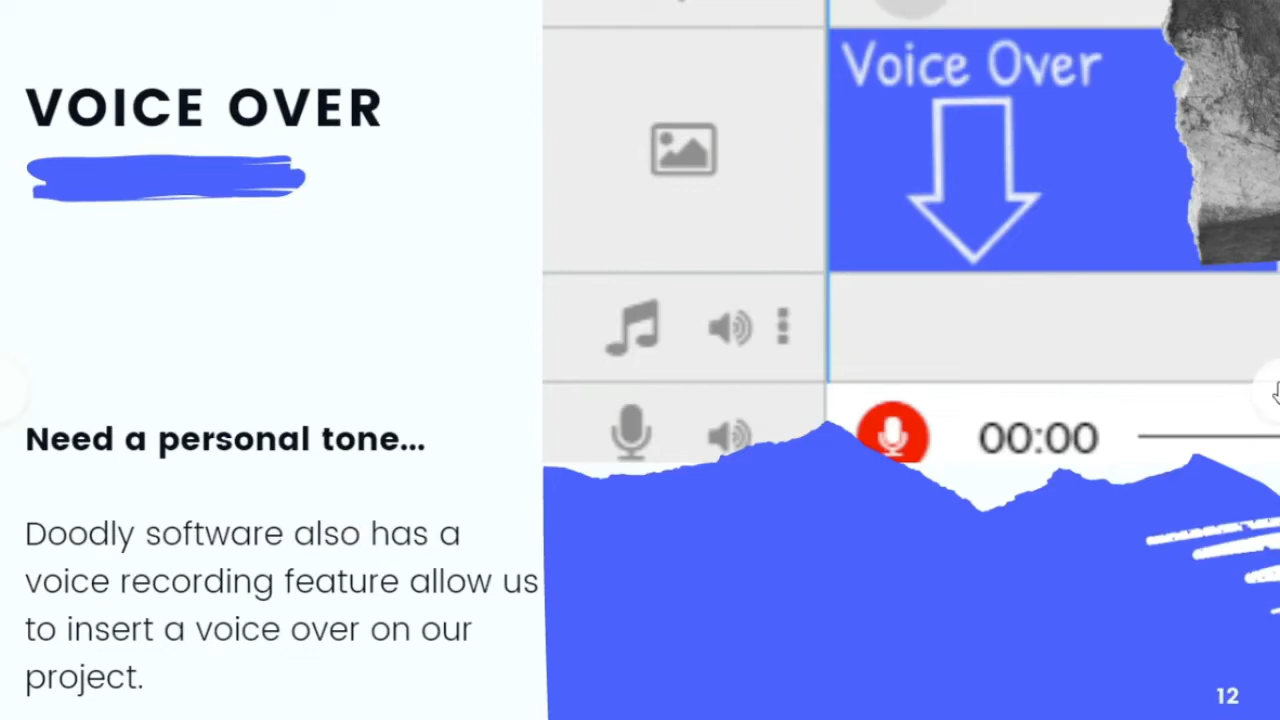 VOICE OVER
Need a personal tone...
Doodly software also has a
voice recording feature allow us
to insert a voice over on our
project.
Voice Over
00:00
12